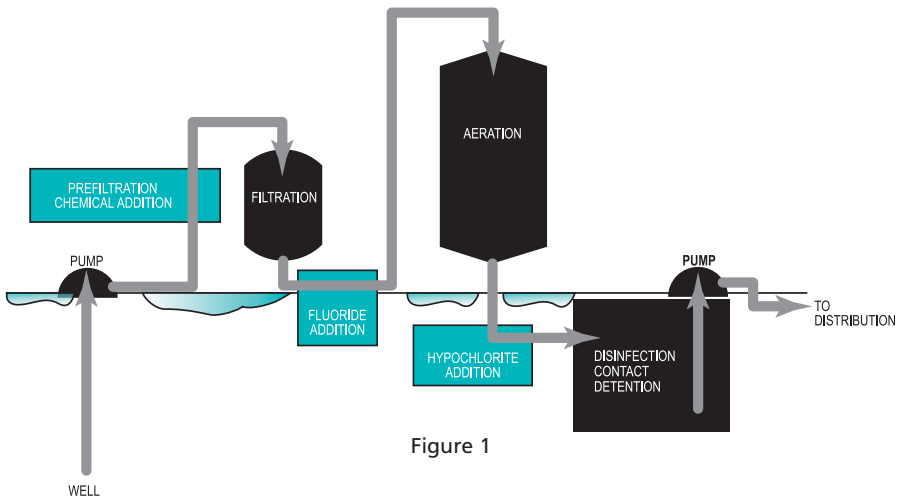 PREFILTRATION
CHEMICAL ADDITION
PUMP
WELL
FILTRATION
FLUORIDE
ADDITION
AERATION
HYPOCHLORITE
ADDITION
DISINFECTION
CONTACT
DETENTION
PUMP
TO
DISTRIBUTION
Figure 1